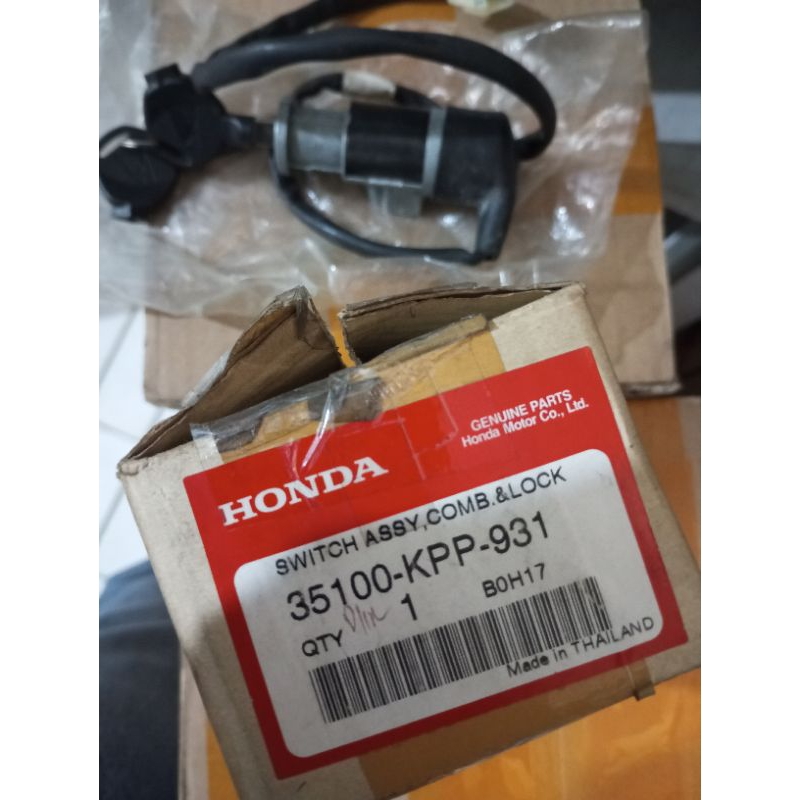 GENUINE PARTS
Honda Motor Co., Ltd.
HONDA
SWITCH ASSY,COMB.&LOCK
35100-KPP-931
QTY 1 B0H17
Made in THAILAND